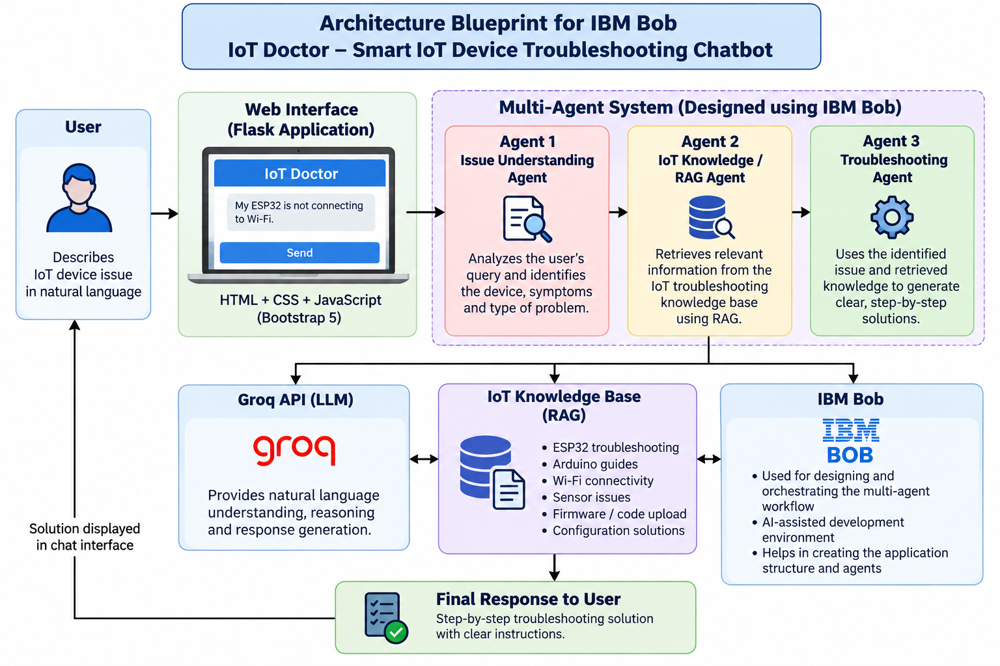 Architecture Blueprint for IBM Bob
IoT Doctor – Smart IoT Device Troubleshooting Chatbot
User
Describes
IoT device issue
in natural language
Web Interface
(Flask Application)
IoT Doctor
My ESP32 is not connecting
to Wi-Fi.
Send
HTML + CSS + JavaScript
(Bootstrap 5)
Multi-Agent System (Designed using IBM Bob)
Agent 1
Issue Understanding
Agent
Analyzes the user’s
query and identifies
the device, symptoms
and type of problem.
Agent 2
IoT Knowledge /
RAG Agent
Retrieves relevant
information from the
IoT troubleshooting
knowledge base
using RAG.
Agent 3
Troubleshooting
Agent
Uses the identified
issue and retrieved
knowledge to generate
clear, step-by-step
solutions.
Groq API (LLM)
groq
Provides natural language
understanding, reasoning
and response generation.
IoT Knowledge Base
(RAG)
• ESP32 troubleshooting
• Arduino guides
• Wi-Fi connectivity
• Sensor issues
• Firmware / code upload
• Configuration solutions
IBM Bob
IBM
BOB
• Used for designing and
orchestrating the multi-agent
workflow
• AI-assisted development
environment
• Helps in creating the application
structure and agents
Solution displayed
in chat interface
Final Response to User
Step-by-step troubleshooting solution
with clear instructions.